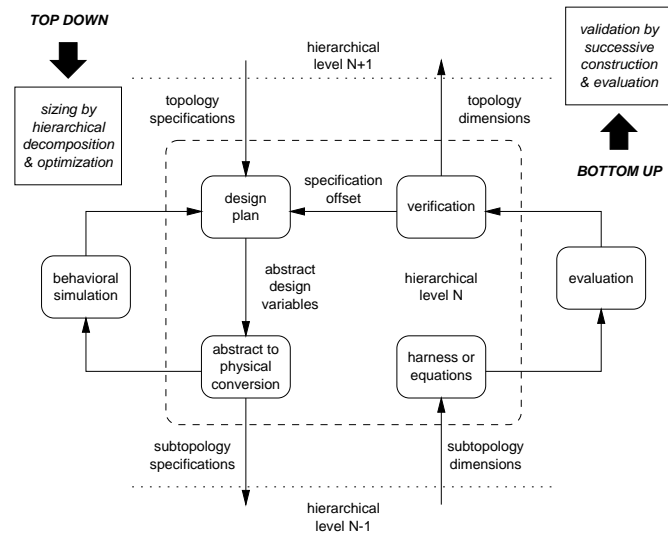 TOP DOWN
sizing by
hierarchical
decomposition
& optimization
hierarchical
level N+1
validation by
successive
construction
& evaluation
BOTTOM UP
topology
specifications
topology
dimensions
design
plan
specification
offset
verification
behavioral
simulation
abstract
design
variables
hierarchical
level N
evaluation
abstract to
physical
conversion
harness or
equations
subtopology
specifications
subtopology
dimensions
hierarchical
level N-1